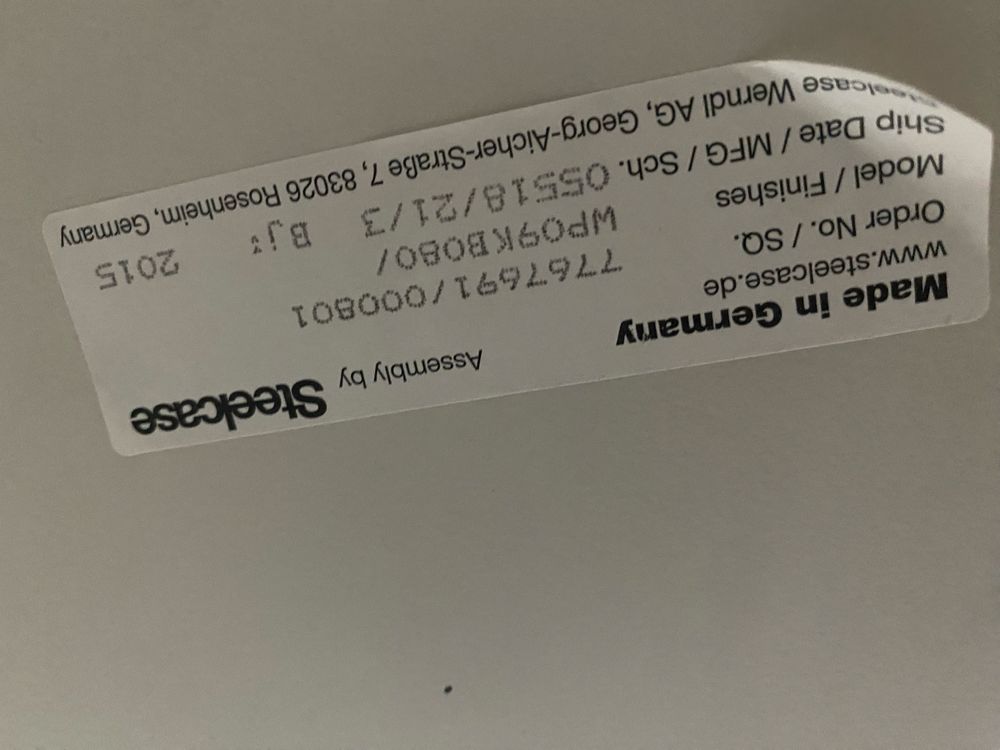 Made in Germany Assembly by Steelcase
www.steelcase.de
Order No. / SQ. 7767691/000801
Model / Finishes WP09KB080/
Ship Date / MFG / Sch. 05518/21/3 2015
Steelcase Werndl AG, Georg-Aicher-Straße 7, 83026 Rosenheim, Germany